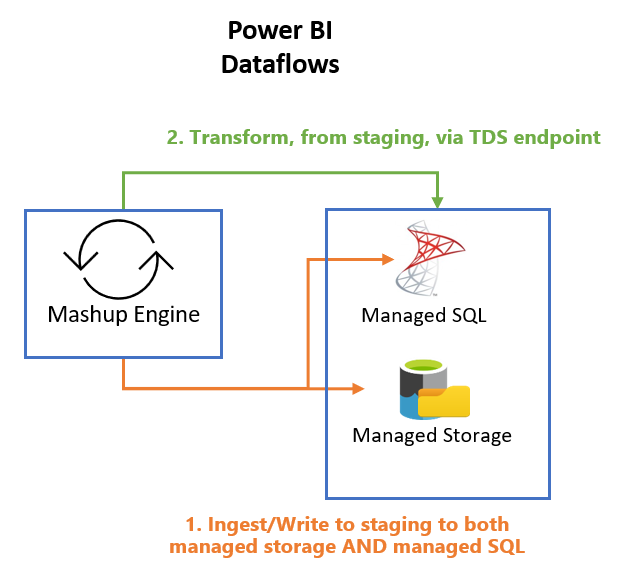 Power BI
Dataflows
2. Transform, from staging, via TDS endpoint
Mashup Engine
Managed SQL
Managed Storage
1. Ingest/Write to staging to both
managed storage AND managed SQL